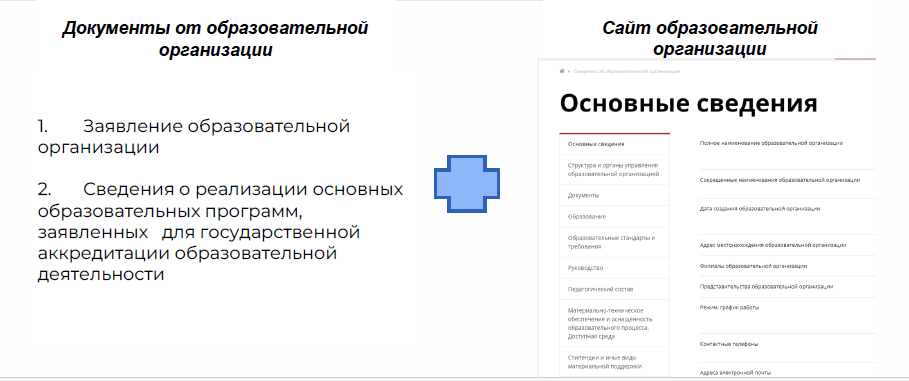 Документы от образовательной
организации
1. Заявление образовательной
организации
2. Сведения о реализации основных
образовательных программ,
заявленных для государственной
аккредитации образовательной
деятельности
Сайт образовательной
организации
Сведения об образовательной организации
Основные сведения
Основные сведения
Структура и органы управления
образовательной организацией
Документы
Образование
Образовательные стандарты и
требования
Руководство
Педагогический состав
Материально-техническое
обеспечение и оснащенность
образовательного процесса.
Доступная среда
Стипендии и иные виды
материальной поддержки
Полное наименование образовательной организации
Сокращенные наименования образовательной организации
Дата создания образовательной организации
Адрес местонахождения образовательной организации
Филиалы образовательной организации
Представительства образовательной организации
Режим, график работы
Контактные телефоны
Адреса электронной почты